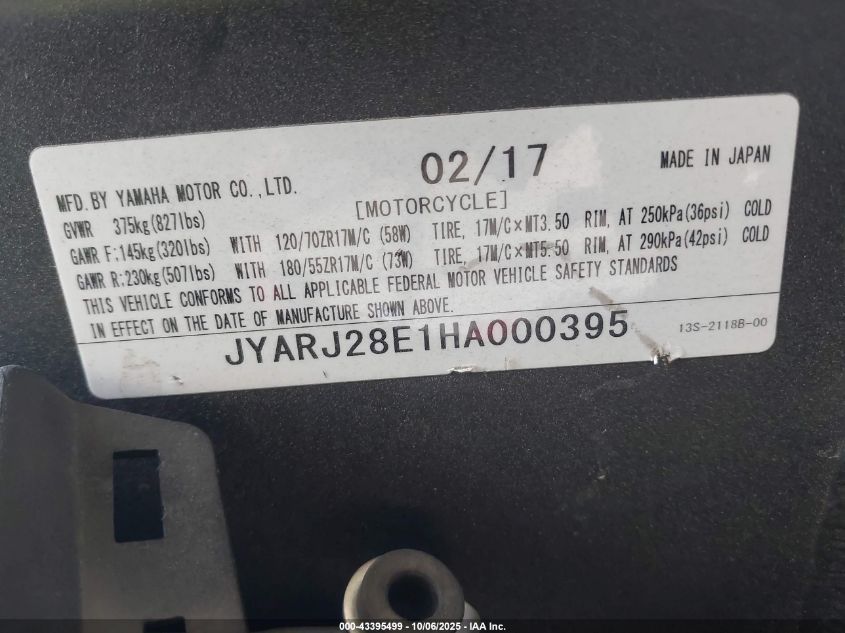 02/17
MADE IN JAPAN
MFD.BY YAMAHA MOTOR CO.,LTD.
[MOTORCYCLE]
GVWR 375kg(827lbs)
GAWR F:145kg(320lbs) WITH 120/70ZR17M/C (58W) TIRE, 17M/C×MT3.50 RIM, AT 250kPa(36psi) COLD
GAWR R:230kg(507lbs) WITH 180/55ZR17M/C (73W) TIRE, 17M/C×MT5.50 RIM, AT 290kPa(42psi) COLD
THIS VEHICLE CONFORMS TO ALL APPLICABLE FEDERAL MOTOR VEHICLE SAFETY STANDARDS
IN EFFECT ON THE DATE OF MANUFACTURE SHOWN ABOVE.
JYARJ28E1HA000395
13S-2118B-00
000-43395499 - 10/06/2025 - IAA Inc.